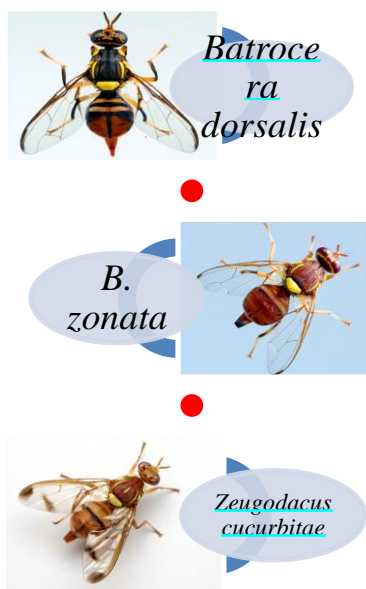 Batroce
ra
dorsalis
B.
zonata
Zeugodacus
cucurbitae